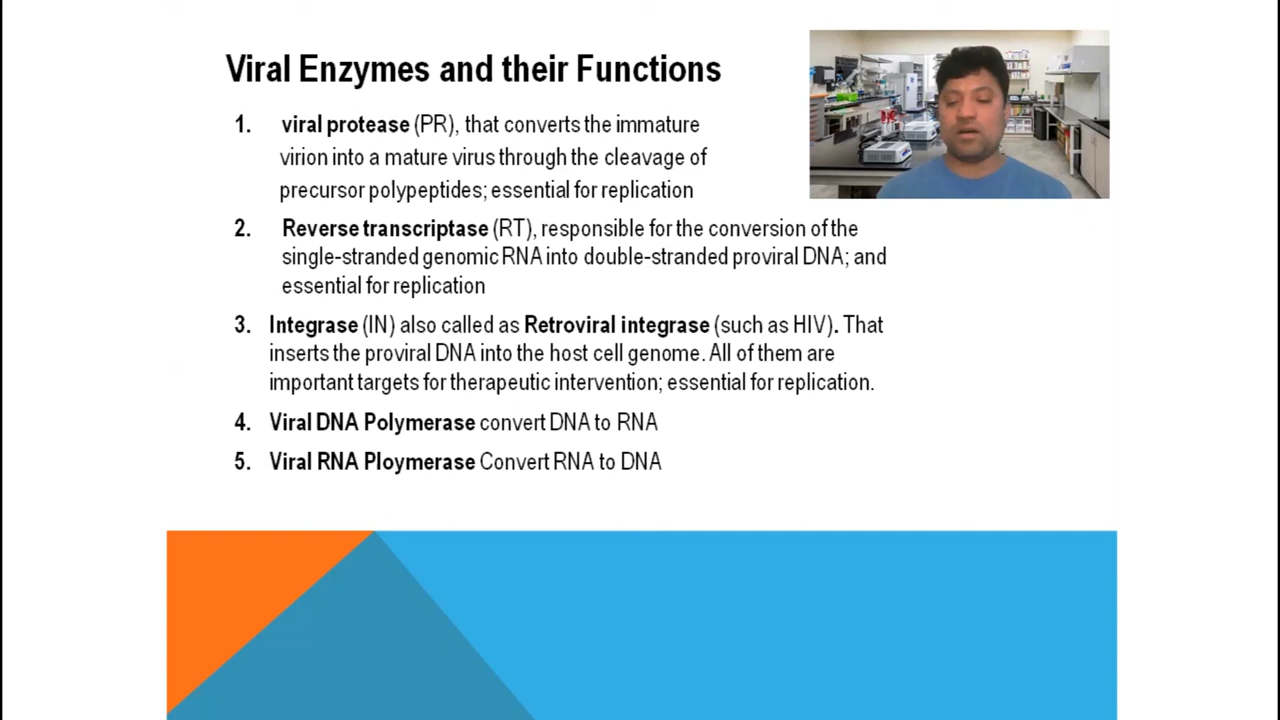 Viral Enzymes and their Functions
1. viral protease (PR), that converts the immature
virion into a mature virus through the cleavage of
precursor polypeptides; essential for replication
2. Reverse transcriptase (RT), responsible for the conversion of the
single-stranded genomic RNA into double-stranded proviral DNA; and
essential for replication
3. Integrase (IN) also called as Retroviral integrase (such as HIV). That
inserts the proviral DNA into the host cell genome. All of them are
important targets for therapeutic intervention; essential for replication.
4. Viral DNA Polymerase convert DNA to RNA
5. Viral RNA Ploymerase Convert RNA to DNA